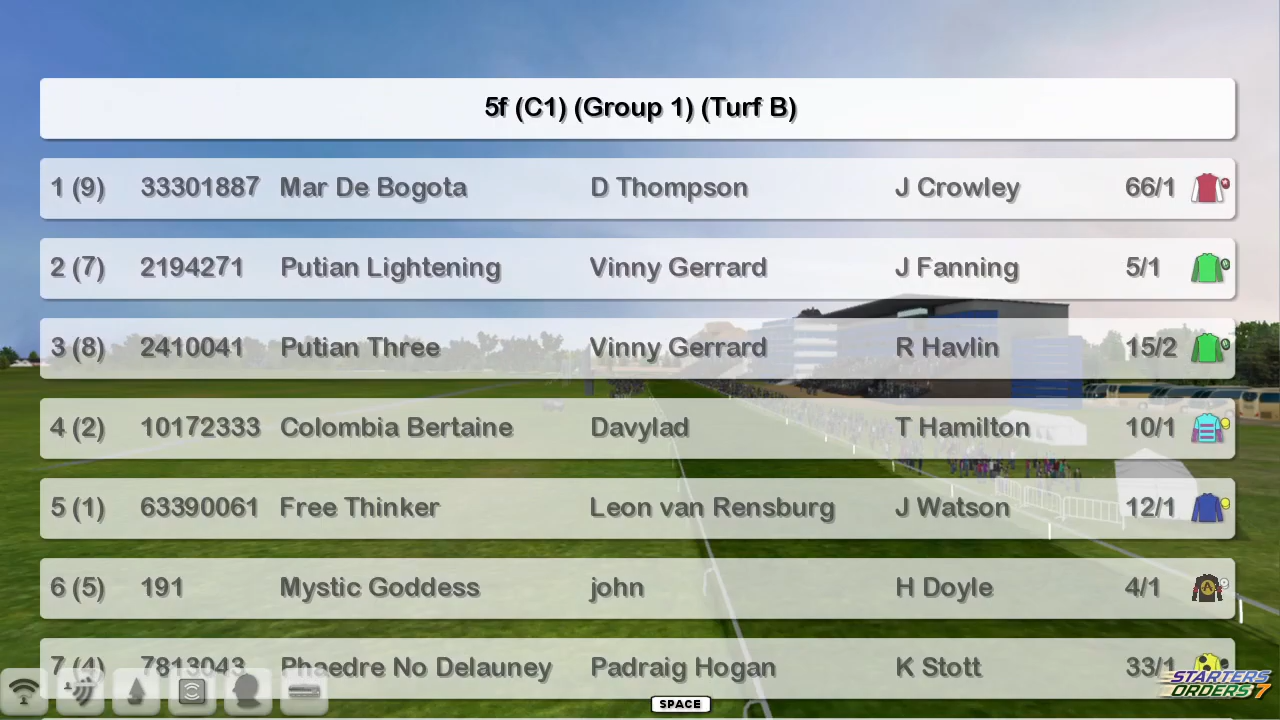 5f (C1) (Group 1) (Turf B)
1 (9) 33301887 Mar De Bogota D Thompson J Crowley 66/1
2 (7) 2194271 Putian Lightening Vinny Gerrard J Fanning 5/1
3 (8) 2410041 Putian Three Vinny Gerrard R Havlin 15/2
4 (2) 10172333 Colombia Bertaine Davylad T Hamilton 10/1
5 (1) 63390061 Free Thinker Leon van Rensburg J Watson 12/1
6 (5) 191 Mystic Goddess john H Doyle 4/1
7 (4) 7813043 Phaedre No Delauney Padraig Hogan K Stott 33/1
STARTERS
ORDERS 7
SPACE